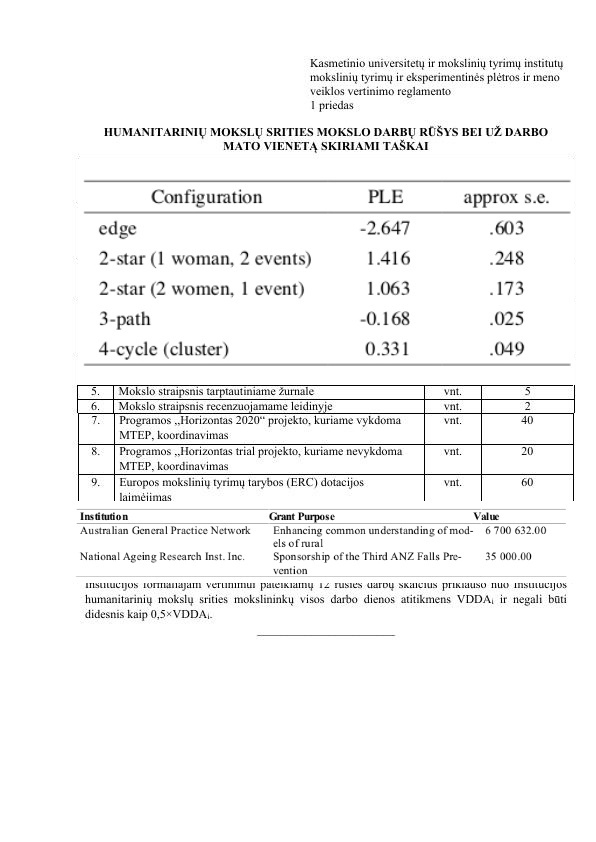 Kasmetinio universitetų ir mokslinių tyrimų institutų
mokslinių tyrimų ir eksperimentinės plėtros ir meno
veiklos vertinimo reglamento
1 priedas
HUMANITARINIŲ MOKSLŲ SRITIES MOKSLO DARBŲ RŪŠYS BEI UŽ DARBO
MATO VIENETĄ SKIRIAMI TAŠKAI
Configuration PLE approx s.e.
edge -2.647 .603
2-star (1 woman, 2 events) 1.416 .248
2-star (2 women, 1 event) 1.063 .173
3-path -0.168 .025
4-cycle (cluster) 0.331 .049
5. Mokslo straipsnis tarptautiniame žurnale vnt. 5
6. Mokslo straipsnis recenzuojamame leidinyje vnt. 2
7. Programos „Horizontas 2020“ projekto, kuriame vykdoma vnt. 40
MTEP, koordinavimas
8. Programos „Horizontas trial projekto, kuriame nevykdoma vnt. 20
MTEP, koordinavimas
9. Europos mokslinių tyrimų tarybos (ERC) dotacijos vnt. 60
laimėjimas
Institution Grant Purpose Value
Australian General Practice Network Enhancing common understanding of mod- 6 700 632.00
els of rural
National Ageing Research Inst. Inc. Sponsorship of the Third ANZ Falls Pre- 35 000.00
vention
Institucijos formaliajam vertinimui pateikiamų 12 rūšies darbų skaičius priklauso nuo institucijos
humanitarinių mokslų srities mokslininkų visos darbo dienos atitikmens VDDAᵢ ir negali būti
didesnis kaip 0,5×VDDAᵢ.